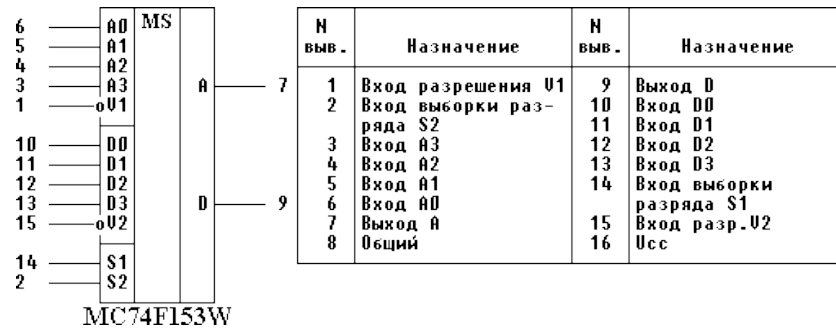 6 A0 MS
5 A1
4 A2
3 A3 A 7
1 V1
10 D0
11 D1
12 D2
13 D3 D 9
15 V2
14 S1
2 S2
MC74F153W
N выв. Назначение N выв. Назначение
1 Вход разрешения V1 9 Выход D
2 Вход выборки раз- 10 Вход D0
ряда S2 11 Вход D1
3 Вход A3 12 Вход D2
4 Вход A2 13 Вход D3
5 Вход A1 14 Вход выборки
6 Вход A0 разряда S1
7 Выход A 15 Вход разр.V2
8 Общий 16 Ucc